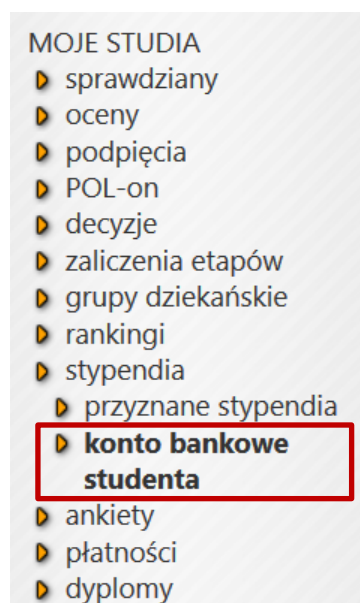 MOJE STUDIA
sprawdziany
oceny
podpięcia
POL-on
decyzje
zaliczenia etapów
grupy dziekańskie
rankingi
stypendia
przyznane stypendia
konto bankowe
studenta
ankiety
płatności
dyplomy